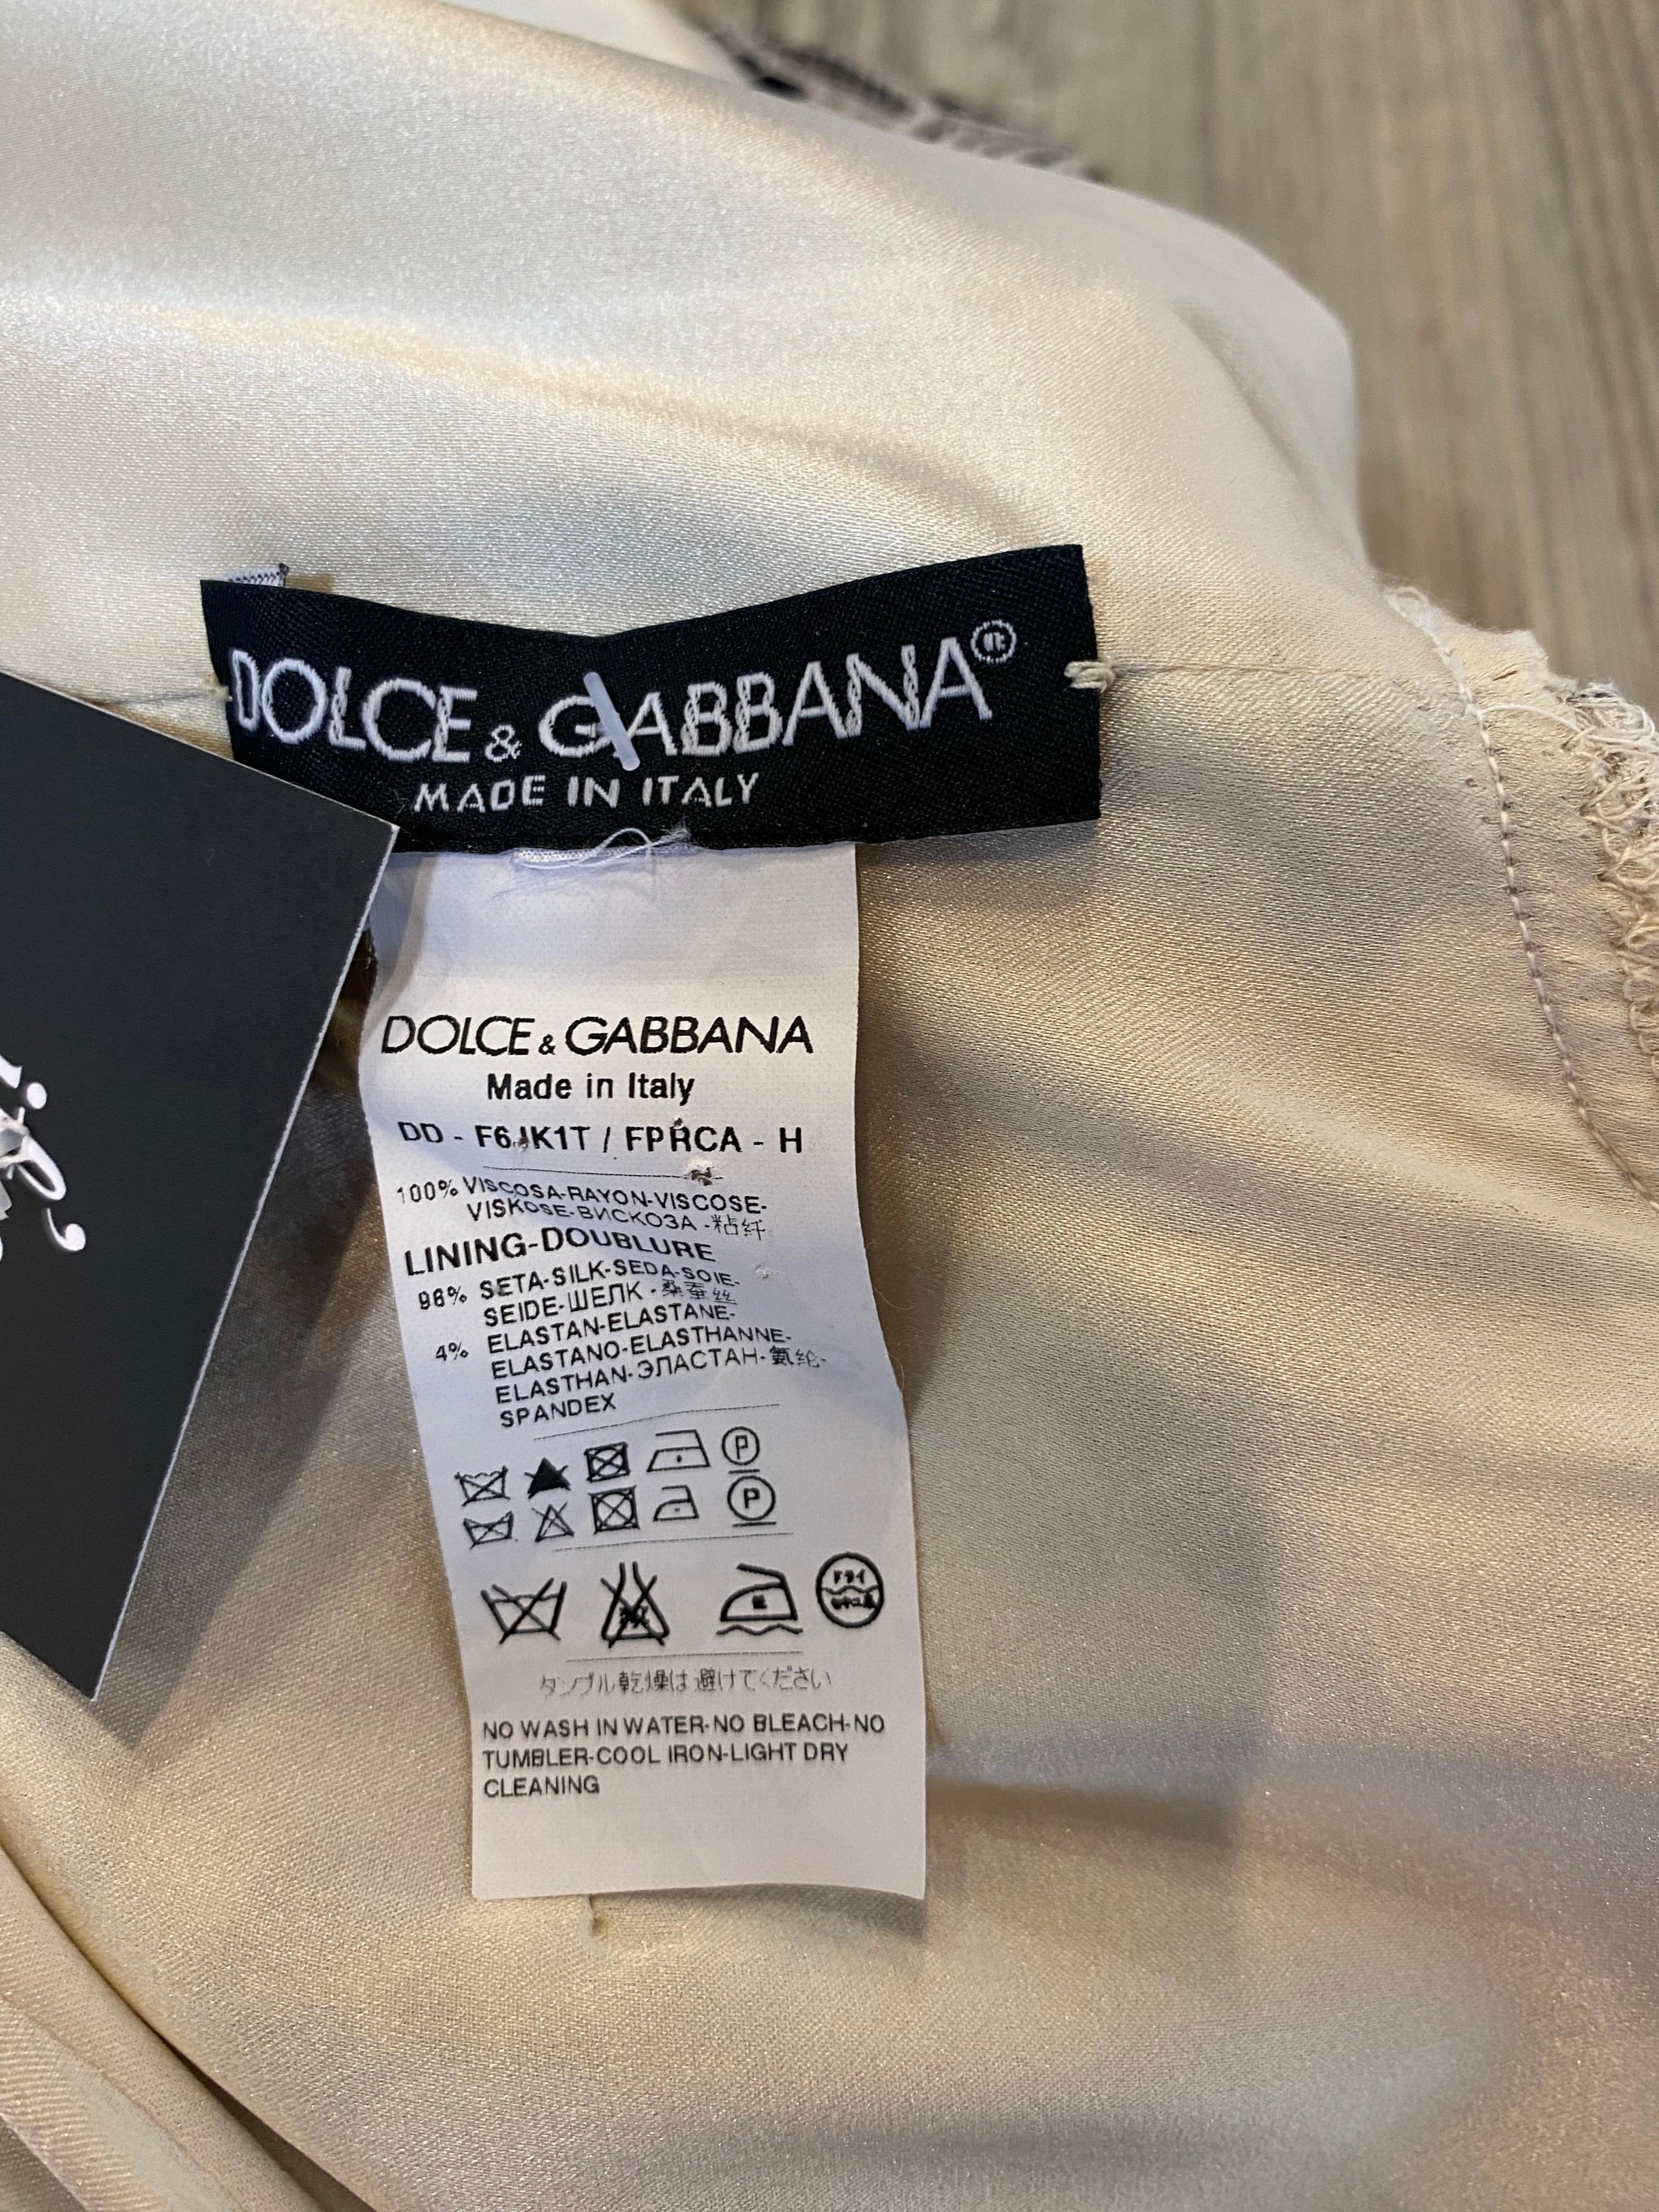 DOLCE & GABBANA®
MADE IN ITALY
DOLCE & GABBANA
Made in Italy
DD - F6JK1T / FPRCA - H
100% VISCOSA-RAYON-VISCOSE-
VISKOSE-ВИСКОЗА-粘纤
LINING-DOUBLURE
96% SETA-SILK-SEDA-SOIE-
SEIDE-ШЕЛК-桑蚕丝
4% ELASTAN-ELASTANE-
ELASTANO-ELASTHANNE-
ELASTHAN-ЭЛАСТАН-氨纶-
SPANDEX
P
P
ドライ
タンブル乾燥は避けてください
NO WASH IN WATER-NO BLEACH-NO
TUMBLER-COOL IRON-LIGHT DRY
CLEANING